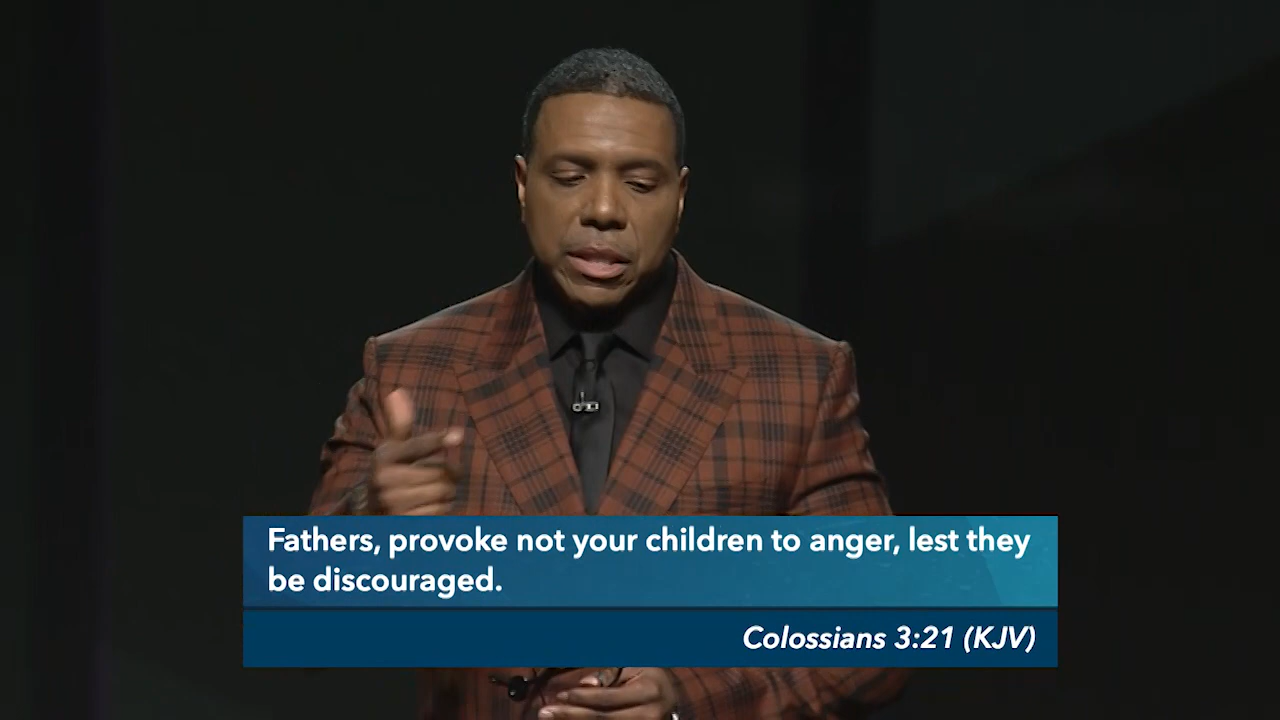 Fathers, provoke not your children to anger, lest they
be discouraged.
Colossians 3:21 (KJV)